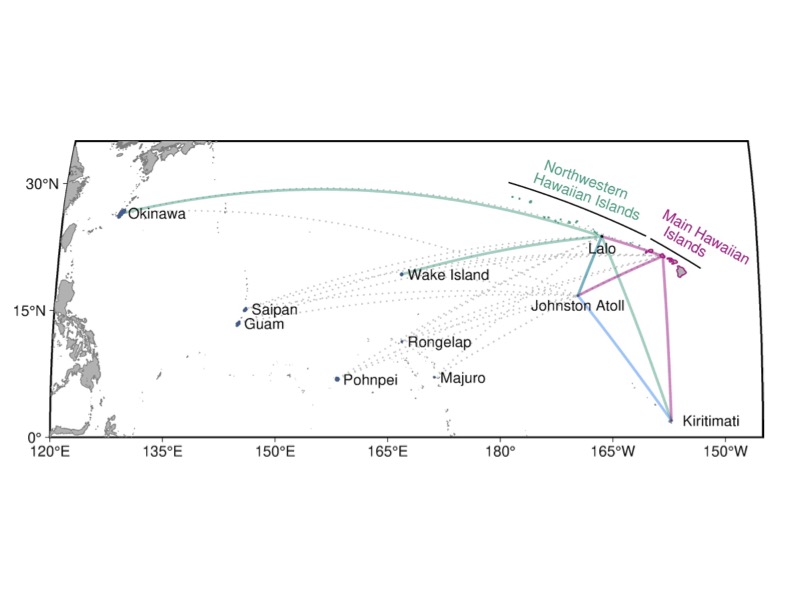 Northwestern
Hawaiian Islands
Main Hawaiian
Islands
30°N
Okinawa
Lalo
Wake Island
15°N
Saipan
Guam
Johnston Atoll
Rongelap
Pohnpei
Majuro
Kiritimati
0°
120°E
135°E
150°E
165°E
180°
165°W
150°W